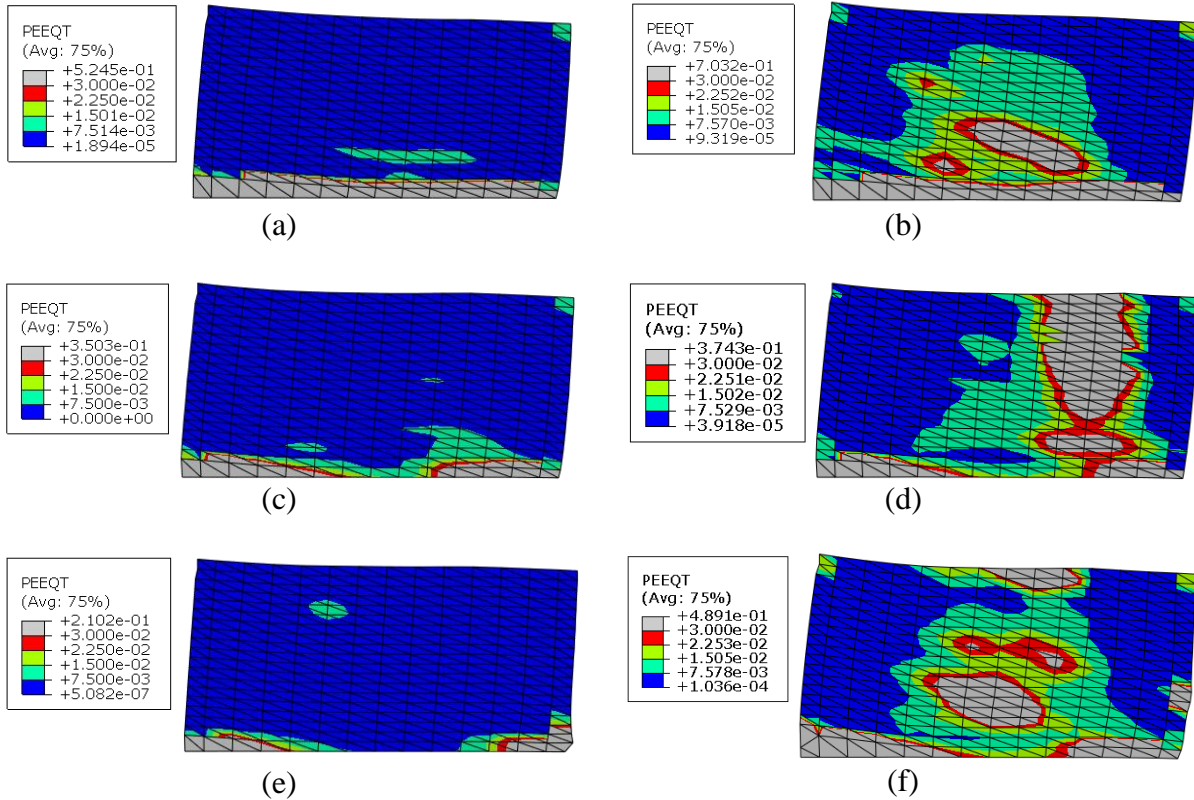 PEEQT
(Avg: 75%)
+5.245e-01
+3.000e-02
+2.250e-02
+1.501e-02
+7.514e-03
+1.894e-05
(a)
PEEQT
(Avg: 75%)
+7.032e-01
+3.000e-02
+2.252e-02
+1.505e-02
+7.570e-03
+9.319e-05
(b)
PEEQT
(Avg: 75%)
+3.503e-01
+3.000e-02
+2.250e-02
+1.500e-02
+7.500e-03
+0.000e+00
(c)
PEEQT
(Avg: 75%)
+3.743e-01
+3.000e-02
+2.251e-02
+1.502e-02
+7.529e-03
+3.918e-05
(d)
PEEQT
(Avg: 75%)
+2.102e-01
+3.000e-02
+2.250e-02
+1.500e-02
+7.500e-03
+5.082e-07
(e)
PEEQT
(Avg: 75%)
+4.891e-01
+3.000e-02
+2.253e-02
+1.505e-02
+7.578e-03
+1.036e-04
(f)